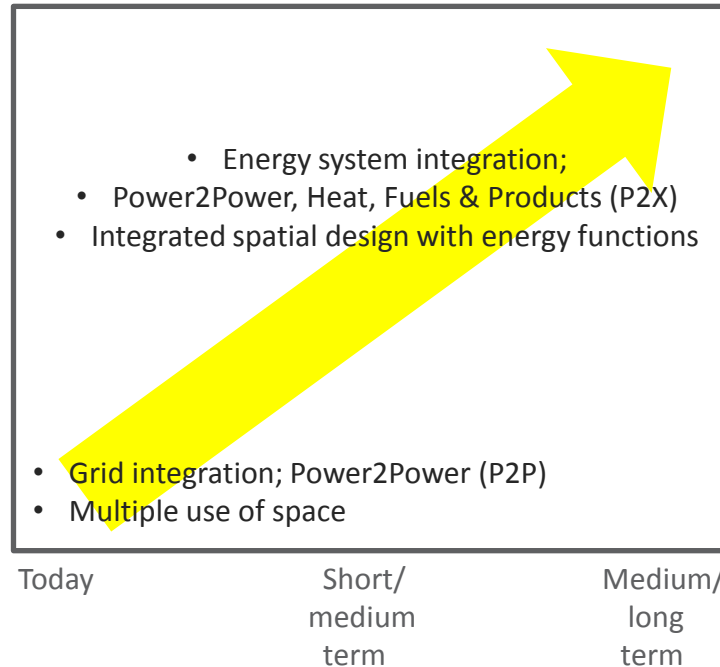 • Energy system integration;
• Power2Power, Heat, Fuels & Products (P2X)
• Integrated spatial design with energy functions
• Grid integration; Power2Power (P2P)
• Multiple use of space
Today
Short/
medium
term
Medium/
long
term